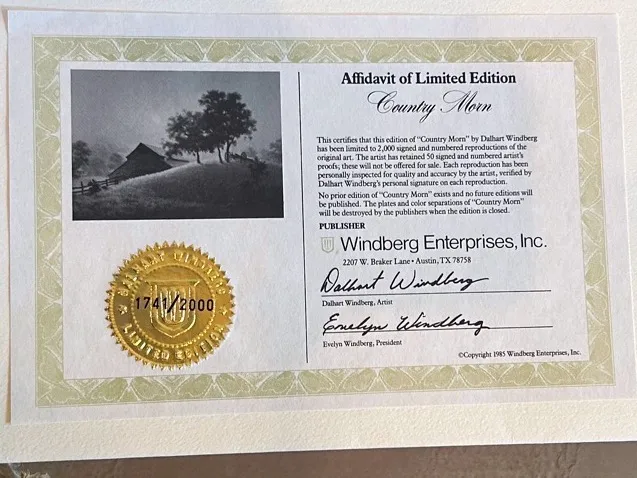 Affidavit of Limited Edition
Country Morn
This certifies that this edition of "Country Morn" by Dalhart Windberg
has been limited to 2,000 signed and numbered reproductions of the
original art. The artist has retained 50 signed and numbered artist's
proofs; these will not be offered for sale. Each reproduction has been
personally inspected for quality and accuracy by the artist, verified by
Dalhart Windberg's personal signature on each reproduction.
No prior edition of "Country Morn" exists and no future editions will
be published. The plates and color separations of "Country Morn"
will be destroyed by the publishers when the edition is closed.
PUBLISHER
Windberg Enterprises, Inc.
2207 W. Braker Lane • Austin, TX 78758
Dalhart Windberg
Dalhart Windberg, Artist
Evelyn Windberg
Evelyn Windberg, President
©Copyright 1985 Windberg Enterprises, Inc.
DALHART WINDBERG
1741/2000
LIMITED EDITION